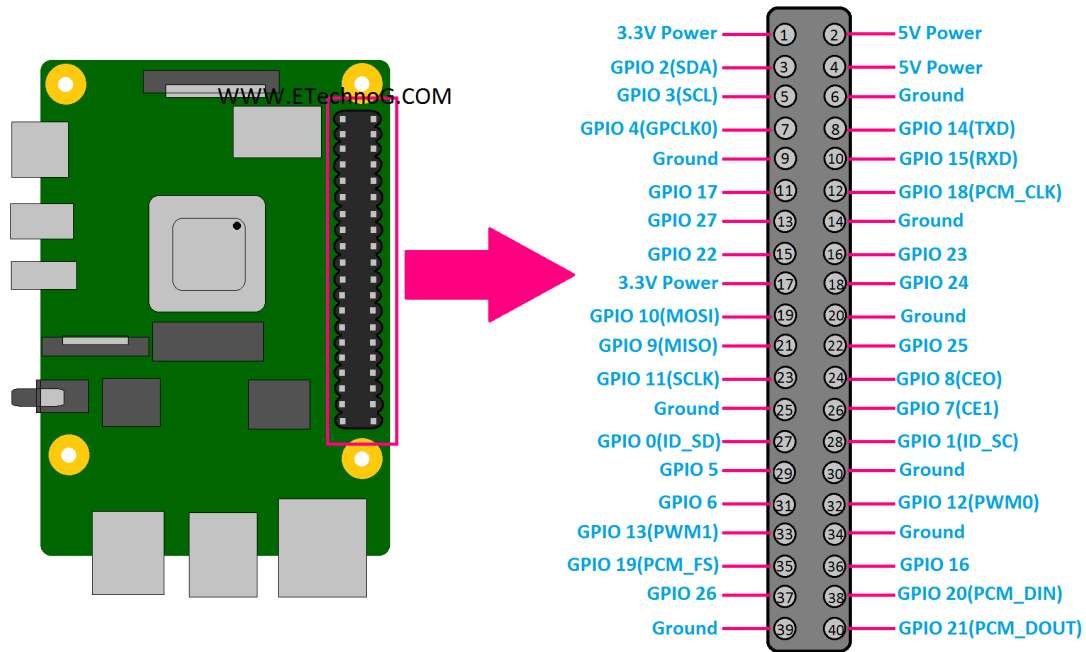 WWW.ETechnoG.COM
3.3V Power 1 2 5V Power
GPIO 2(SDA) 3 4 5V Power
GPIO 3(SCL) 5 6 Ground
GPIO 4(GPCLK0) 7 8 GPIO 14(TXD)
Ground 9 10 GPIO 15(RXD)
GPIO 17 11 12 GPIO 18(PCM_CLK)
GPIO 27 13 14 Ground
GPIO 22 15 16 GPIO 23
3.3V Power 17 18 GPIO 24
GPIO 10(MOSI) 19 20 Ground
GPIO 9(MISO) 21 22 GPIO 25
GPIO 11(SCLK) 23 24 GPIO 8(CEO)
Ground 25 26 GPIO 7(CE1)
GPIO 0(ID_SD) 27 28 GPIO 1(ID_SC)
GPIO 5 29 30 Ground
GPIO 6 31 32 GPIO 12(PWM0)
GPIO 13(PWM1) 33 34 Ground
GPIO 19(PCM_FS) 35 36 GPIO 16
GPIO 26 37 38 GPIO 20(PCM_DIN)
Ground 39 40 GPIO 21(PCM_DOUT)